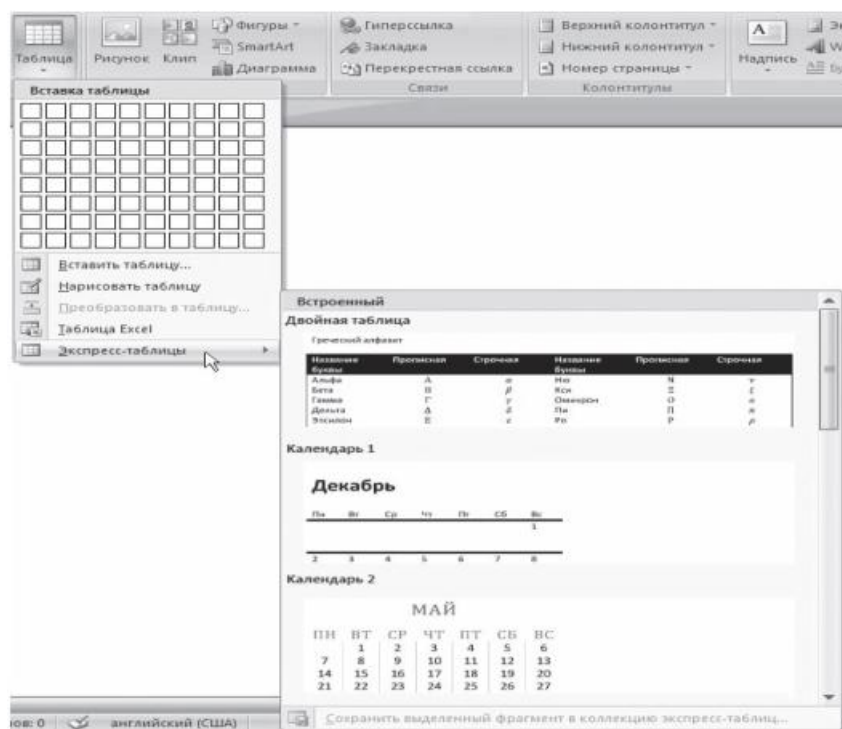 Таблица
Рисунок
Клип
Фигуры
SmartArt
Диаграмма
Гиперссылка
Закладка
Перекрестная ссылка
Связи
Верхний колонтитул
Нижний колонтитул
Номер страницы
Колонтитулы
A
Надпись
Вставка таблицы
Вставить таблицу...
Нарисовать таблицу
Преобразовать в таблицу...
Таблица Excel
Экспресс-таблицы
Встроенный
Двойная таблица
Греческий алфавит
Название буквы Прописная Строчная Название буквы Прописная Строчная
Альфа Α α Ню Ν ν
Бета Β β Кси Ξ ξ
Гамма Γ γ Омикрон Ο ο
Дельта Δ δ Пи Π π
Эпсилон Ε ε Ро Ρ ρ
Календарь 1
Декабрь
Пн Вт Ср Чт Пт Сб Вс
1
2 3 4 5 6 7 8
Календарь 2
МАЙ
ПН ВТ СР ЧТ ПТ СБ ВС
1 2 3 4 5 6
7 8 9 10 11 12 13
14 15 16 17 18 19 20
21 22 23 24 25 26 27
Сохранить выделенный фрагмент в коллекцию экспресс-таблиц...
ов: 0
английский (США)